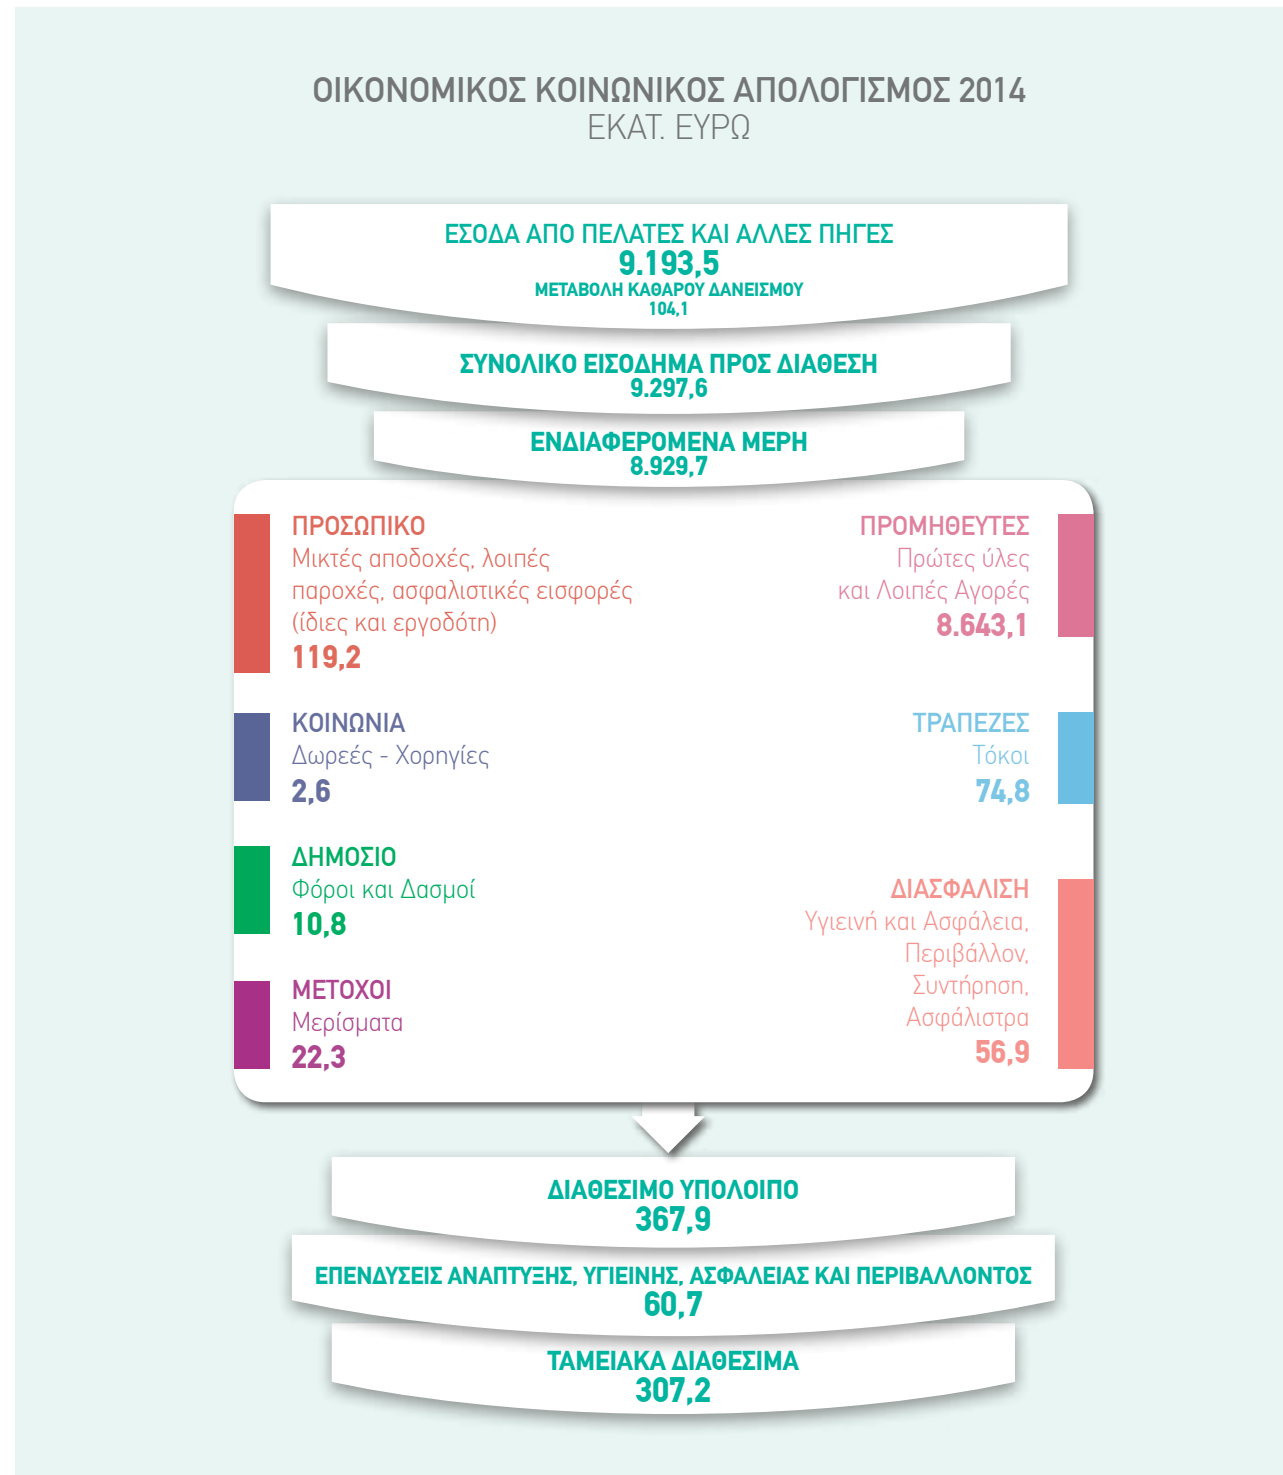 ΟΙΚΟΝΟΜΙΚΟΣ ΚΟΙΝΩΝΙΚΟΣ ΑΠΟΛΟΓΙΣΜΟΣ 2014
ΕΚΑΤ. ΕΥΡΩ
ΕΣΟΔΑ ΑΠΟ ΠΕΛΑΤΕΣ ΚΑΙ ΑΛΛΕΣ ΠΗΓΕΣ
9.193,5
ΜΕΤΑΒΟΛΗ ΚΑΘΑΡΟΥ ΔΑΝΕΙΣΜΟΥ
104,1
ΣΥΝΟΛΙΚΟ ΕΙΣΟΔΗΜΑ ΠΡΟΣ ΔΙΑΘΕΣΗ
9.297,6
ΕΝΔΙΑΦΕΡΟΜΕΝΑ ΜΕΡΗ
8.929,7
ΠΡΟΣΩΠΙΚΟ
Μικτές αποδοχές, λοιπές
παροχές, ασφαλιστικές εισφορές
(ίδιες και εργοδότη)
119,2
ΚΟΙΝΩΝΙΑ
Δωρεές - Χορηγίες
2,6
ΔΗΜΟΣΙΟ
Φόροι και Δασμοί
10,8
ΜΕΤΟΧΟΙ
Μερίσματα
22,3
ΠΡΟΜΗΘΕΥΤΕΣ
Πρώτες ύλες
και Λοιπές Αγορές
8.643,1
ΤΡΑΠΕΖΕΣ
Τόκοι
74,8
ΔΙΑΣΦΑΛΙΣΗ
Υγιεινή και Ασφάλεια,
Περιβάλλον,
Συντήρηση,
Ασφάλιστρα
56,9
ΔΙΑΘΕΣΙΜΟ ΥΠΟΛΟΙΠΟ
367,9
ΕΠΕΝΔΥΣΕΙΣ ΑΝΑΠΤΥΞΗΣ, ΥΓΙΕΙΝΗΣ, ΑΣΦΑΛΕΙΑΣ ΚΑΙ ΠΕΡΙΒΑΛΛΟΝΤΟΣ
60,7
ΤΑΜΕΙΑΚΑ ΔΙΑΘΕΣΙΜΑ
307,2